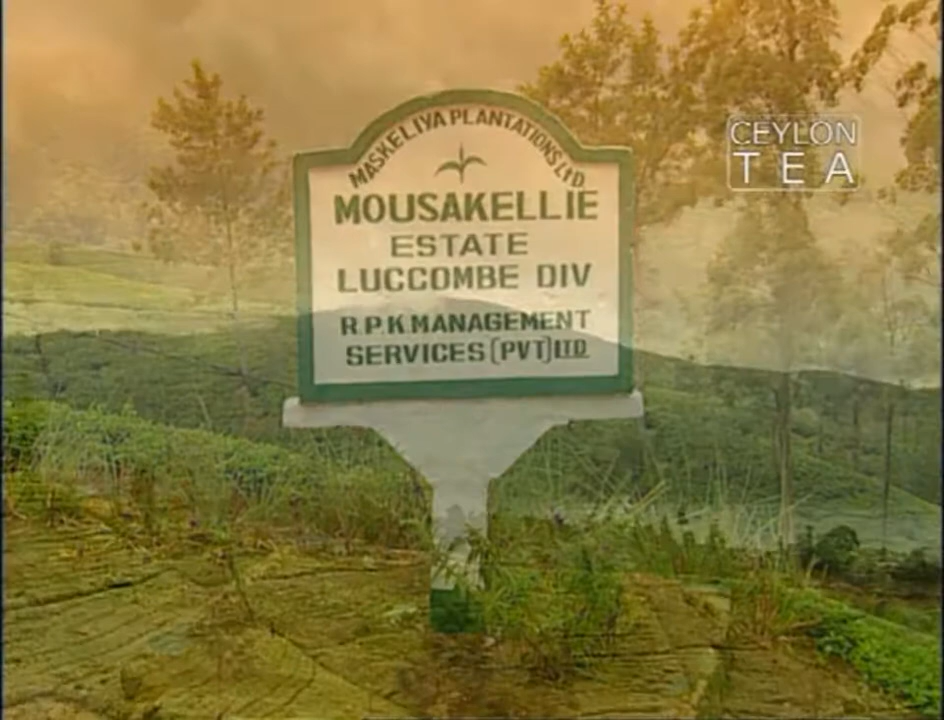 MASKELIYA PLANTATIONS LTD
MOUSAKELLIE
ESTATE
LUCCOMBE DIV
R.P.K MANAGEMENT
SERVICES (PVT) LTD
CEYLON
TEA